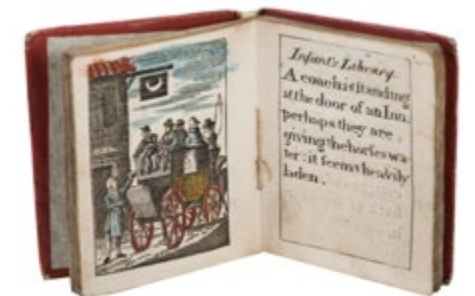 Infant's Library
A coach is standing
at the door of an Inn.
perhaps they are,
giving the horses wa-
ter: it seems heavily
laden.